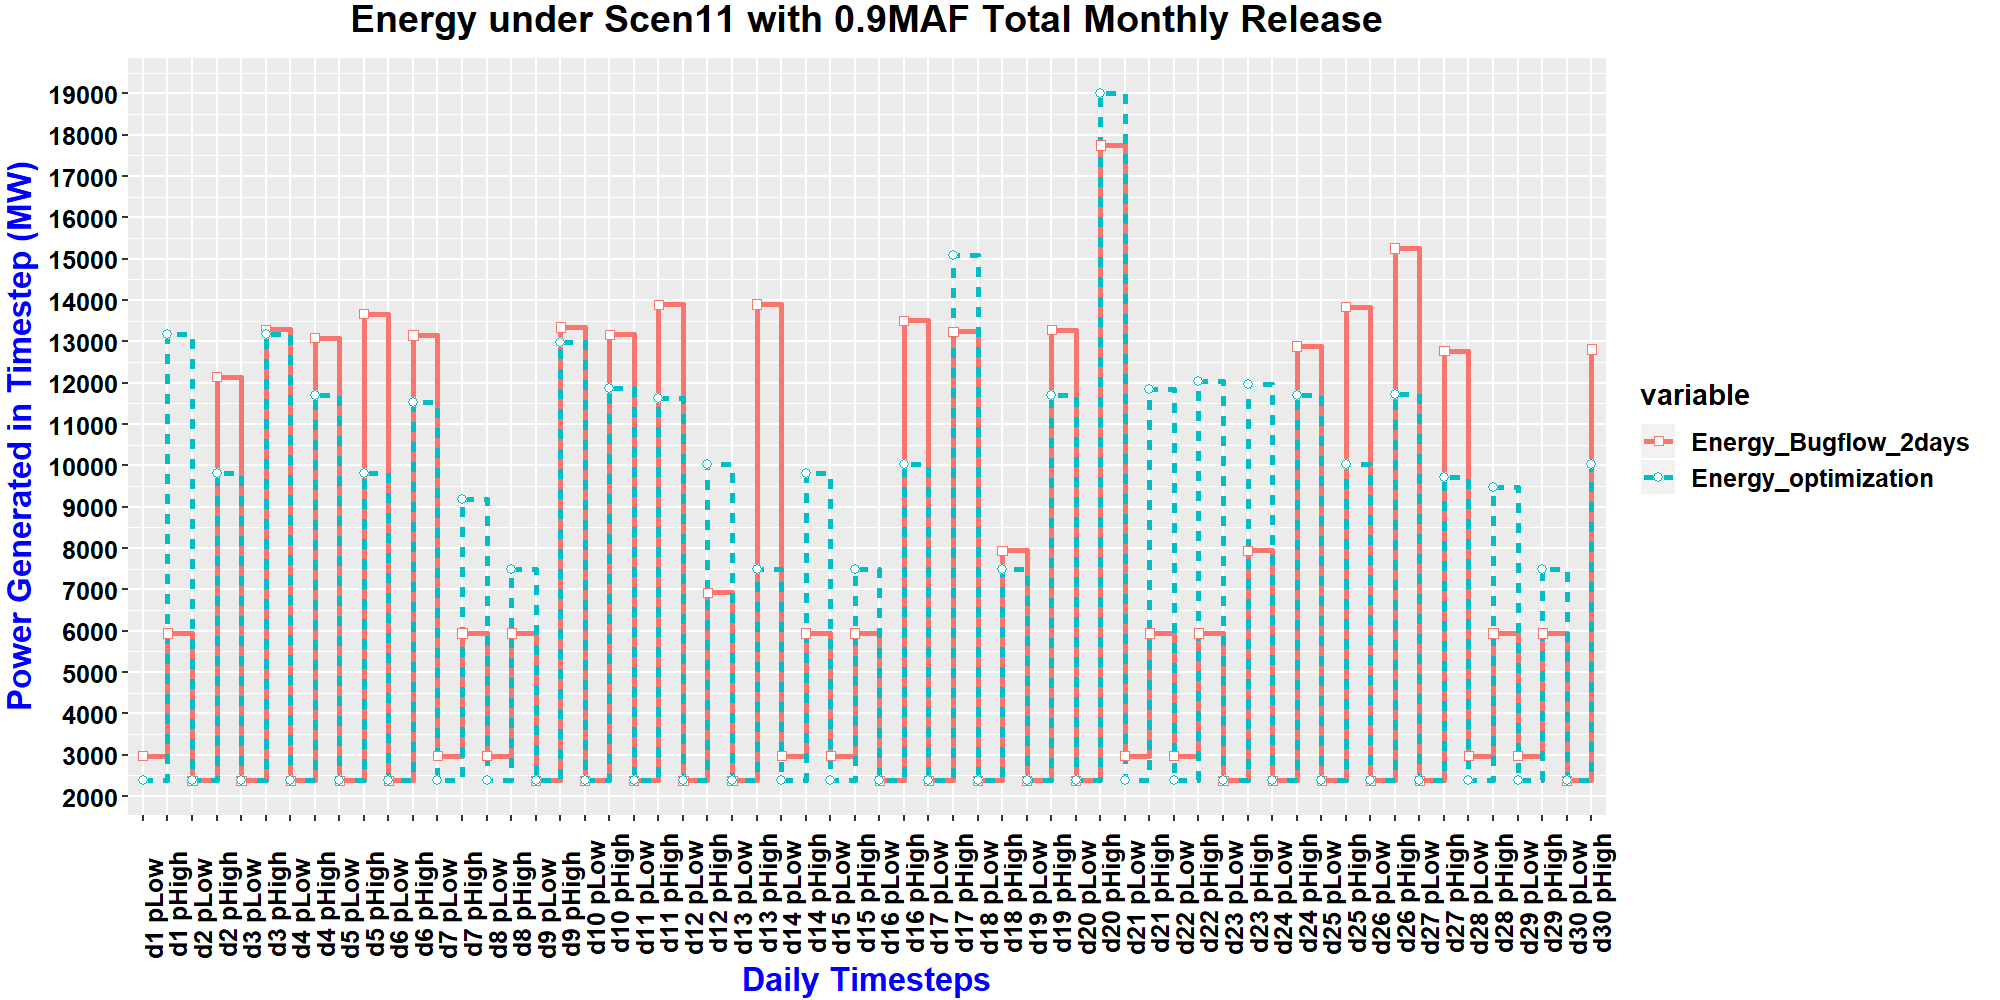 Energy under Scen11 with 0.9MAF Total Monthly Release
Power Generated in Timestep (MW)
19000
18000
17000
16000
15000
14000
13000
12000
11000
10000
9000
8000
7000
6000
5000
4000
3000
2000
d1 pLow
d1 pHigh
d2 pLow
d2 pHigh
d3 pLow
d3 pHigh
d4 pLow
d4 pHigh
d5 pLow
d5 pHigh
d6 pLow
d6 pHigh
d7 pLow
d7 pHigh
d8 pLow
d8 pHigh
d9 pLow
d9 pHigh
d10 pLow
d10 pHigh
d11 pLow
d11 pHigh
d12 pLow
d12 pHigh
d13 pLow
d13 pHigh
d14 pLow
d14 pHigh
d15 pLow
d15 pHigh
d16 pLow
d16 pHigh
d17 pLow
d17 pHigh
d18 pLow
d18 pHigh
d19 pLow
d19 pHigh
d20 pLow
d20 pHigh
d21 pLow
d21 pHigh
d22 pLow
d22 pHigh
d23 pLow
d23 pHigh
d24 pLow
d24 pHigh
d25 pLow
d25 pHigh
d26 pLow
d26 pHigh
d27 pLow
d27 pHigh
d28 pLow
d28 pHigh
d29 pLow
d29 pHigh
d30 pLow
d30 pHigh
Daily Timesteps
variable
Energy_Bugflow_2days
Energy_optimization